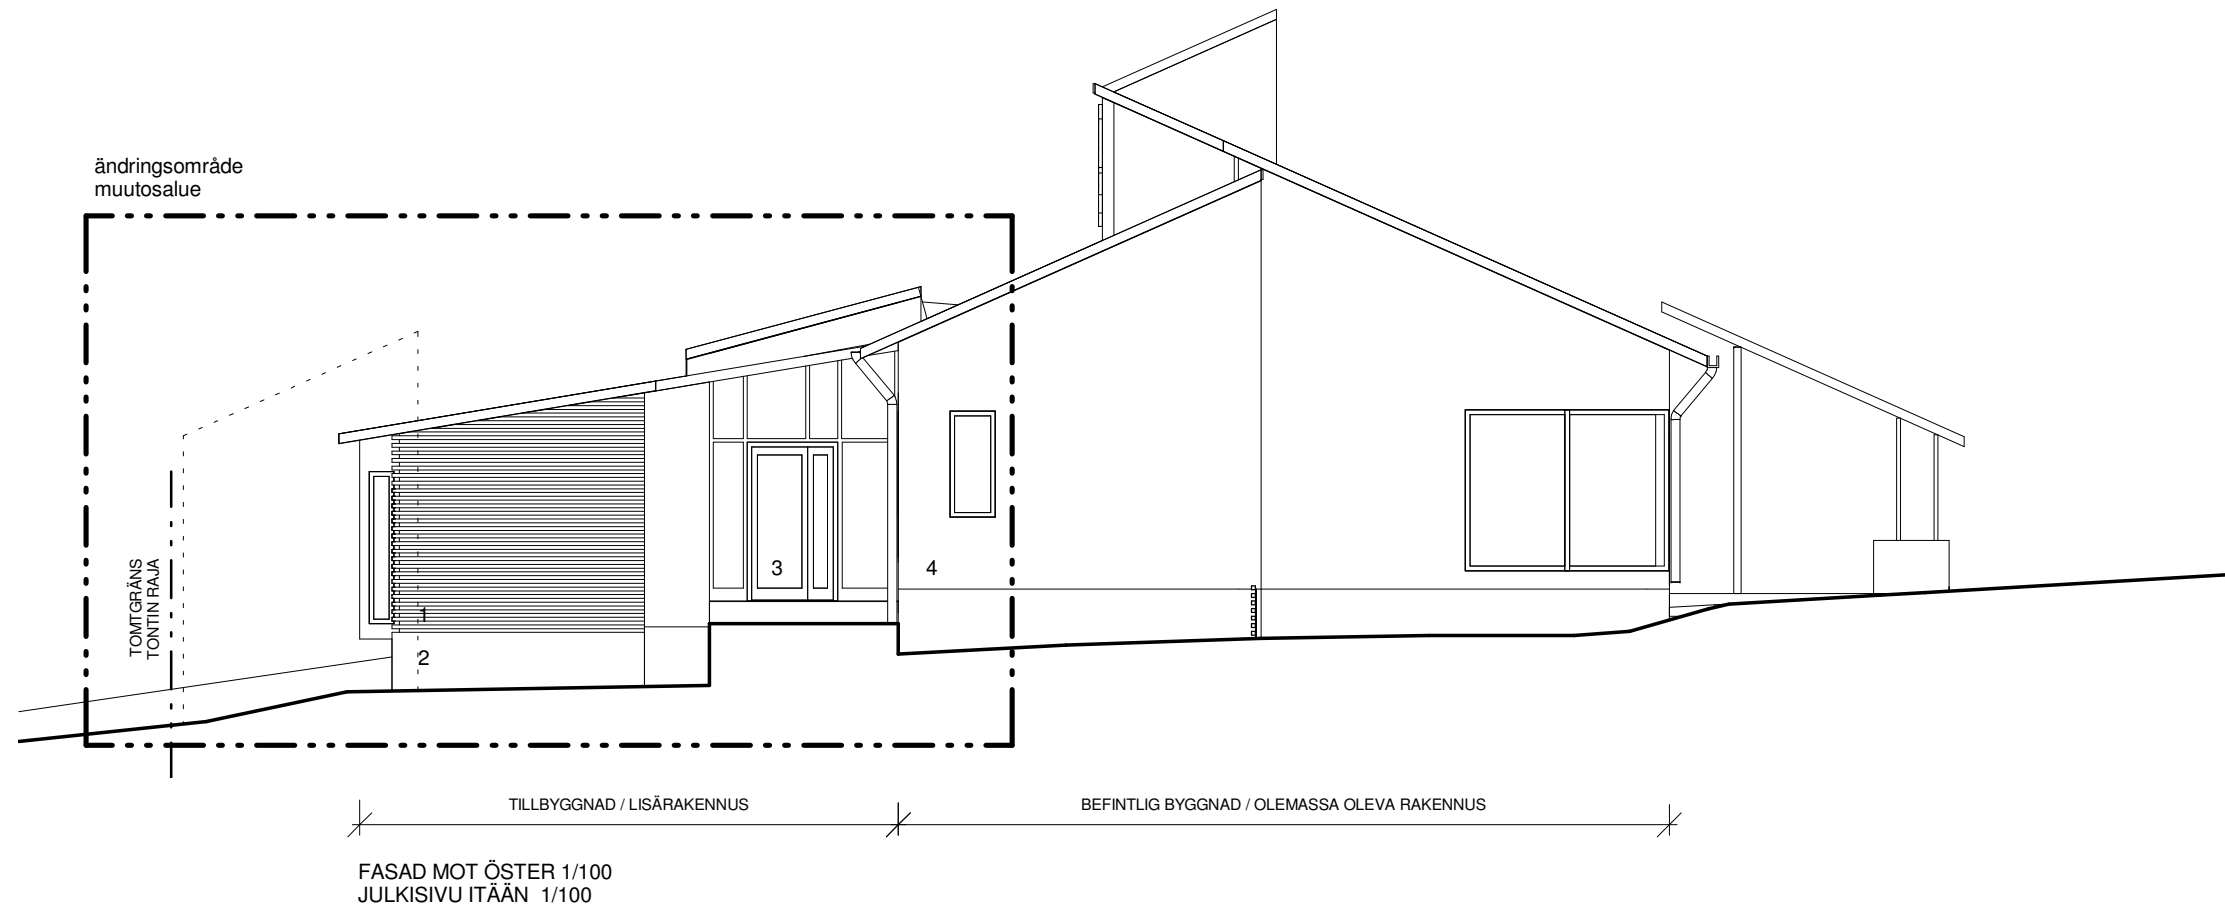 ändringsområde
muutosalue
TOMTGRÄNS
TONTIN RAJA
1
2
3
4
TILLBYGGNAD / LISÄRAKENNUS
BEFINTLIG BYGGNAD / OLEMASSA OLEVA RAKENNUS
FASAD MOT ÖSTER 1/100
JULKISIVU ITÄÄN 1/100